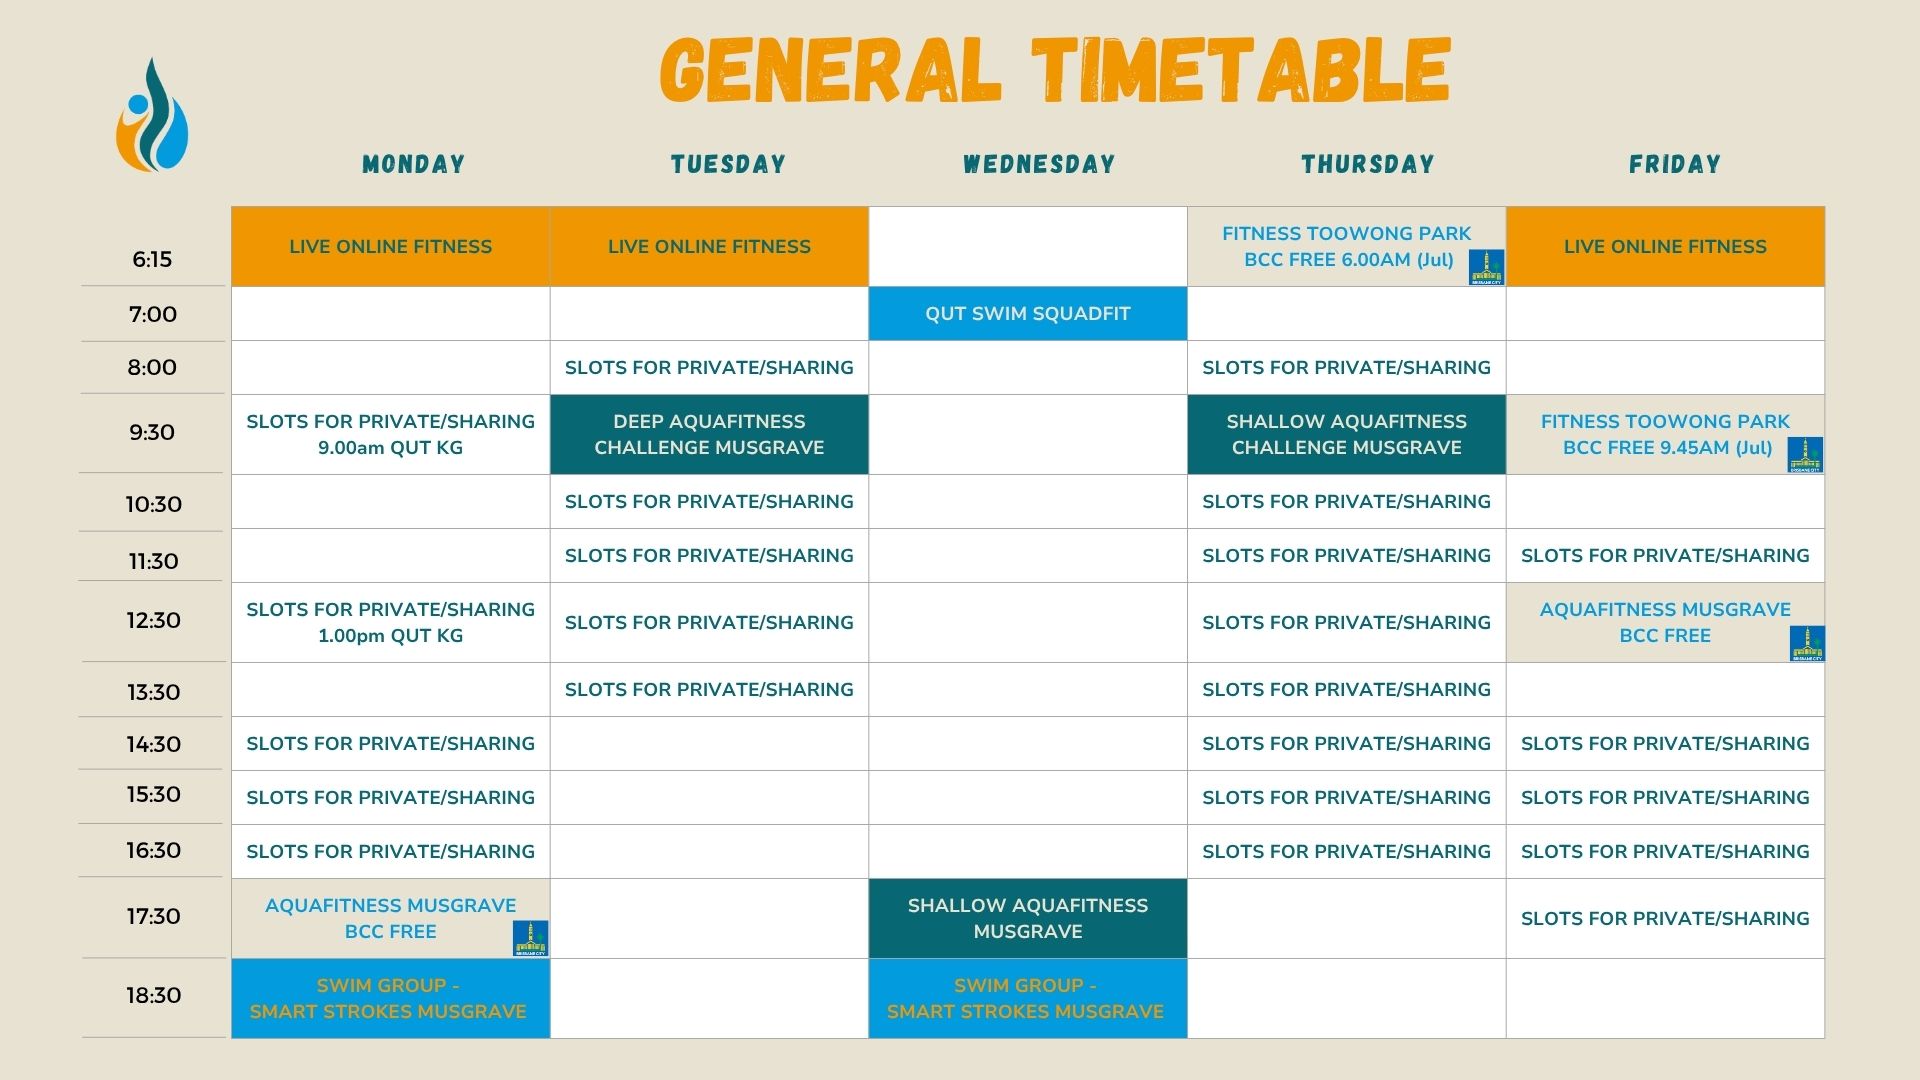 GENERAL TIMETABLE
MONDAY TUESDAY WEDNESDAY THURSDAY FRIDAY
6:15
LIVE ONLINE FITNESS
LIVE ONLINE FITNESS
FITNESS TOOWONG PARK
BCC FREE 6.00AM (Jul)
BRISBANE CITY
LIVE ONLINE FITNESS
7:00
QUT SWIM SQUADFIT
8:00
SLOTS FOR PRIVATE/SHARING
SLOTS FOR PRIVATE/SHARING
9:30
SLOTS FOR PRIVATE/SHARING
9.00am QUT KG
DEEP AQUAFITNESS
CHALLENGE MUSGRAVE
SHALLOW AQUAFITNESS
CHALLENGE MUSGRAVE
FITNESS TOOWONG PARK
BCC FREE 9.45AM (Jul)
BRISBANE CITY
10:30
SLOTS FOR PRIVATE/SHARING
SLOTS FOR PRIVATE/SHARING
11:30
SLOTS FOR PRIVATE/SHARING
SLOTS FOR PRIVATE/SHARING
SLOTS FOR PRIVATE/SHARING
12:30
SLOTS FOR PRIVATE/SHARING
1.00pm QUT KG
SLOTS FOR PRIVATE/SHARING
SLOTS FOR PRIVATE/SHARING
AQUAFITNESS MUSGRAVE
BCC FREE
BRISBANE CITY
13:30
SLOTS FOR PRIVATE/SHARING
SLOTS FOR PRIVATE/SHARING
14:30
SLOTS FOR PRIVATE/SHARING
SLOTS FOR PRIVATE/SHARING
SLOTS FOR PRIVATE/SHARING
15:30
SLOTS FOR PRIVATE/SHARING
SLOTS FOR PRIVATE/SHARING
SLOTS FOR PRIVATE/SHARING
16:30
SLOTS FOR PRIVATE/SHARING
SLOTS FOR PRIVATE/SHARING
SLOTS FOR PRIVATE/SHARING
17:30
AQUAFITNESS MUSGRAVE
BCC FREE
BRISBANE CITY
SHALLOW AQUAFITNESS
MUSGRAVE
SLOTS FOR PRIVATE/SHARING
18:30
SWIM GROUP -
SMART STROKES MUSGRAVE
SWIM GROUP -
SMART STROKES MUSGRAVE